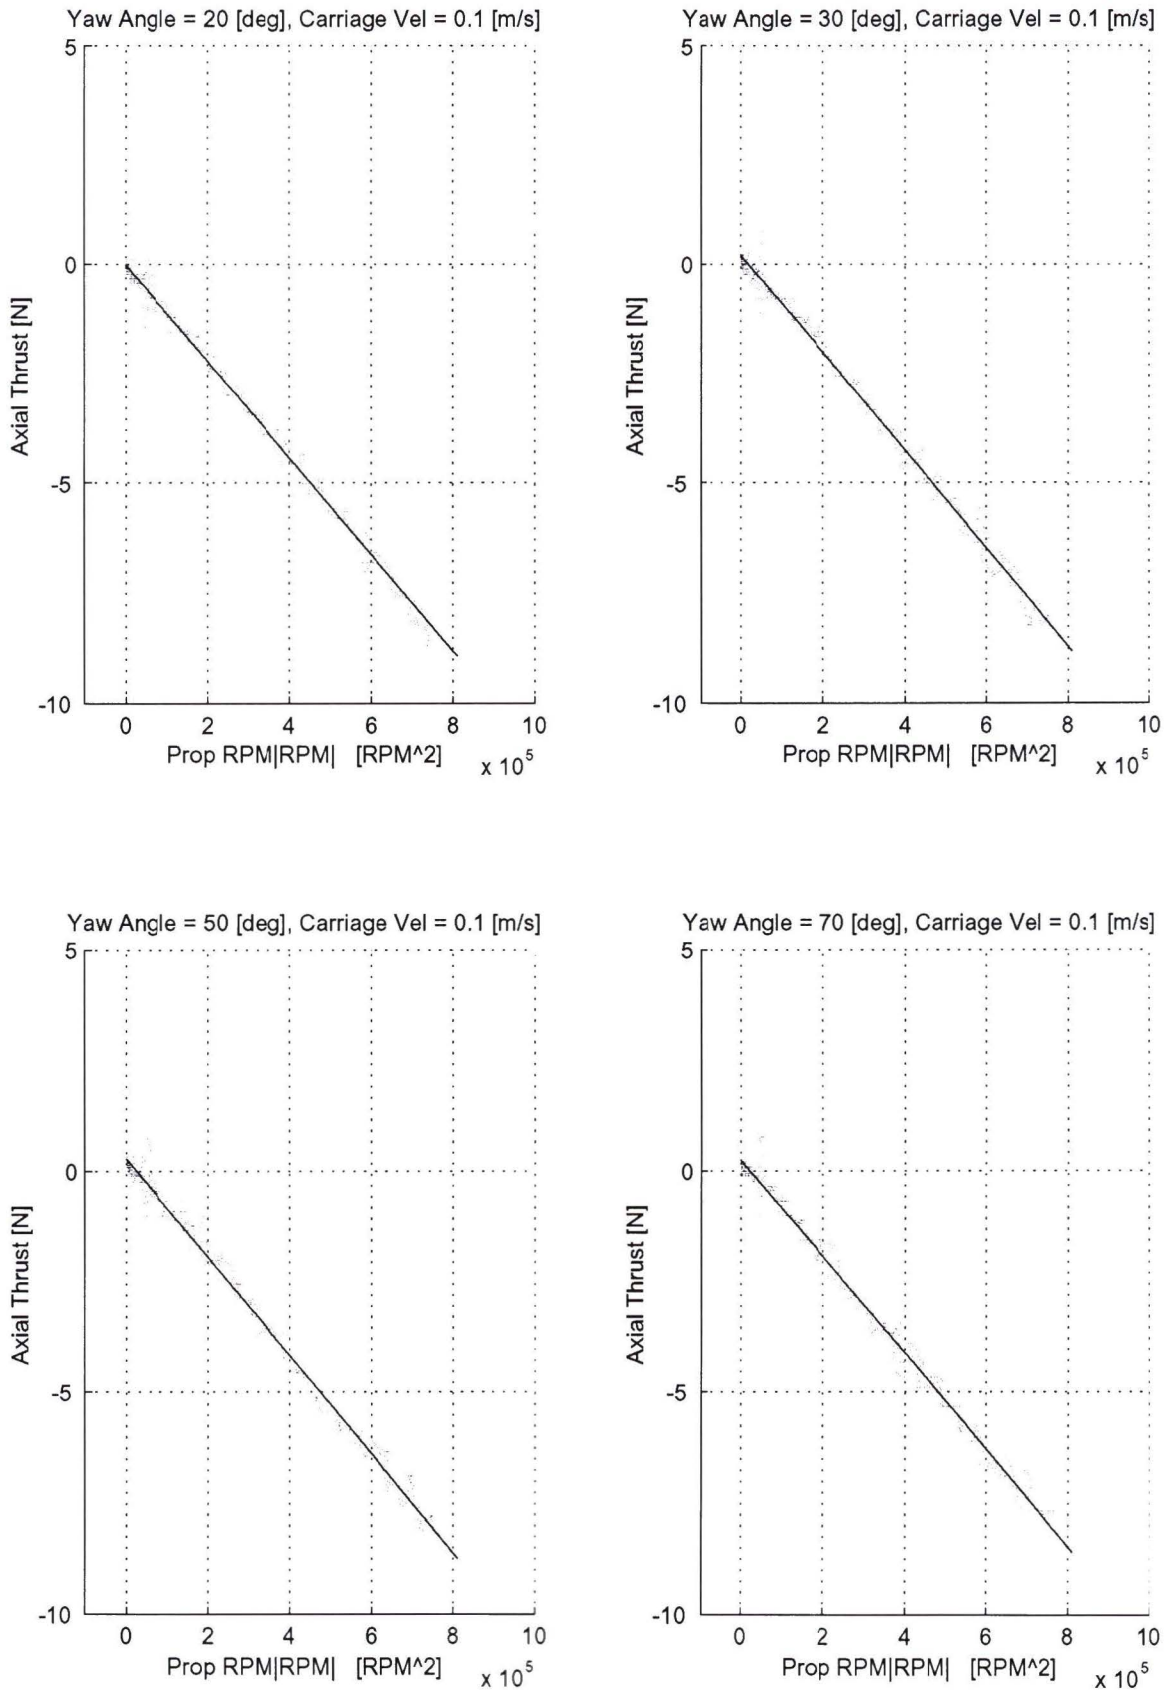 Yaw Angle = 20 [deg], Carriage Vel = 0.1 [m/s]
5
0
-5
-10
Axial Thrust [N]
0 2 4 6 8 10
Prop RPM|RPM| [RPM^2]
x 10^5
Yaw Angle = 30 [deg], Carriage Vel = 0.1 [m/s]
5
0
-5
-10
Axial Thrust [N]
0 2 4 6 8 10
Prop RPM|RPM| [RPM^2]
x 10^5
Yaw Angle = 50 [deg], Carriage Vel = 0.1 [m/s]
5
0
-5
-10
Axial Thrust [N]
0 2 4 6 8 10
Prop RPM|RPM| [RPM^2]
x 10^5
Yaw Angle = 70 [deg], Carriage Vel = 0.1 [m/s]
5
0
-5
-10
Axial Thrust [N]
0 2 4 6 8 10
Prop RPM|RPM| [RPM^2]
x 10^5